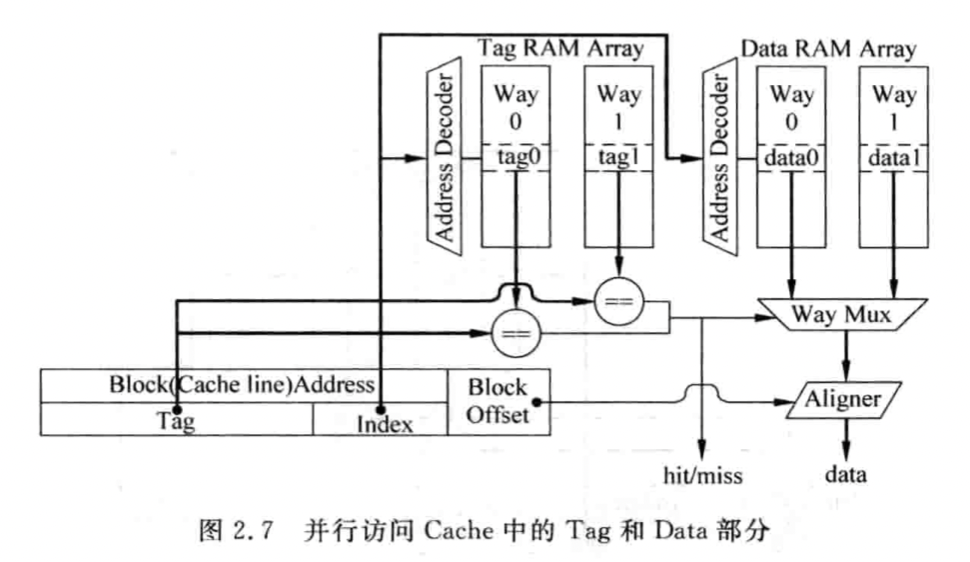 Tag RAM Array
Data RAM Array
Address Decoder
Way
0
tag0
Way
1
tag1
Address Decoder
Way
0
data0
Way
1
data1
==
==
Way Mux
Block(Cache line)Address
Block
Offset
Tag
Index
Aligner
hit/miss
data
图 2.7 并行访问 Cache 中的 Tag 和 Data 部分